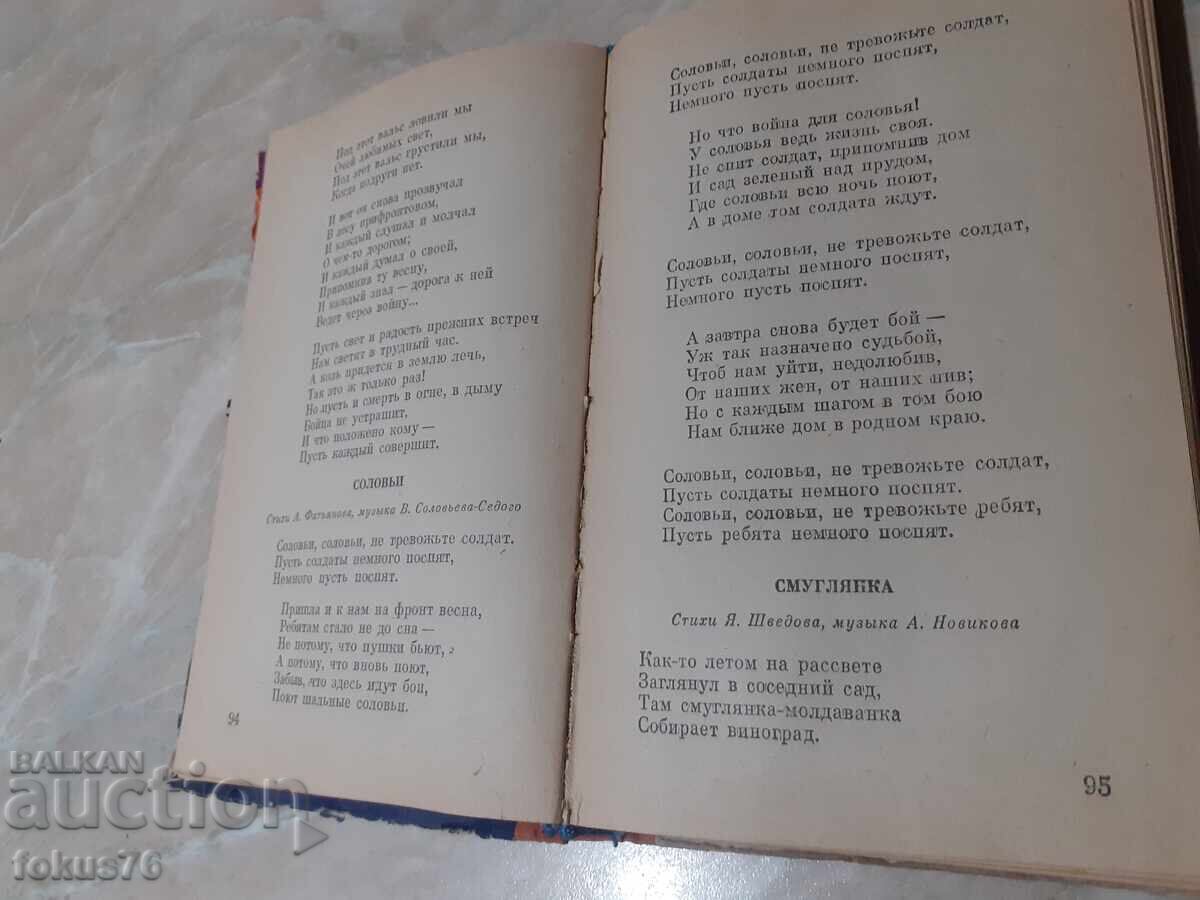 Под этот вальс ловили мы
Очей любимых свет,
Под этот вальс грустили мы,
Когда подруги нет.
И вот он снова прозвучал
В лесу прифронтовом,
И каждый слушал и молчал
О чем-то дорогом;
И каждый думал о своей,
Припомнив ту весну,
И каждый знал — дорога к ней
Ведет через войну...
Пусть свет и радость прежних встреч
Нам светят в трудный час.
А коль придется в землю лечь,
Так это ж только раз!
Но пусть и смерть в огне, в дыму
Бойца не устрашит,
И что положено кому —
Пусть каждый совершит.
СОЛОВЬИ
Стихи А. Фатьянова, музыка В. Соловьева-Седого
Соловьи, соловьи, не тревожьте солдат.
Пусть солдаты немного поспят,
Немного пусть поспят.
Пришла и к нам на фронт весна,
Ребятам стало не до сна —
Не потому, что пушки бьют,
А потому, что вновь поют,
Забыв, что здесь идут бои,
Поют шальные соловьи.
94
Соловьи, соловьи, не тревожьте солдат,
Пусть солдаты немного поспят,
Немного пусть поспят.
Но что война для соловья!
У соловья ведь жизнь своя.
Не спит солдат, припомнив дом
И сад зеленый над прудом,
Где соловьи всю ночь поют,
А в доме том солдата ждут.
Соловьи, соловьи, не тревожьте солдат,
Пусть солдаты немного поспят,
Немного пусть поспят.
А завтра снова будет бой —
Уж так назначено судьбой,
Чтоб нам уйти, недолюбив,
От наших жен, от наших нив;
Но с каждым шагом в том бою
Нам ближе дом в родном краю.
Соловьи, соловьи, не тревожьте солдат,
Пусть солдаты немного поспят.
Соловьи, соловьи, не тревожьте ребят,
Пусть ребята немного поспят.
СМУГЛЯНКА
Стихи Я. Шведова, музыка А. Новикова
Как-то летом на рассвете
Заглянул в соседний сад,
Там смуглянка-молдаванка
Собирает виноград.
95
BALKAN
auction
fokus76